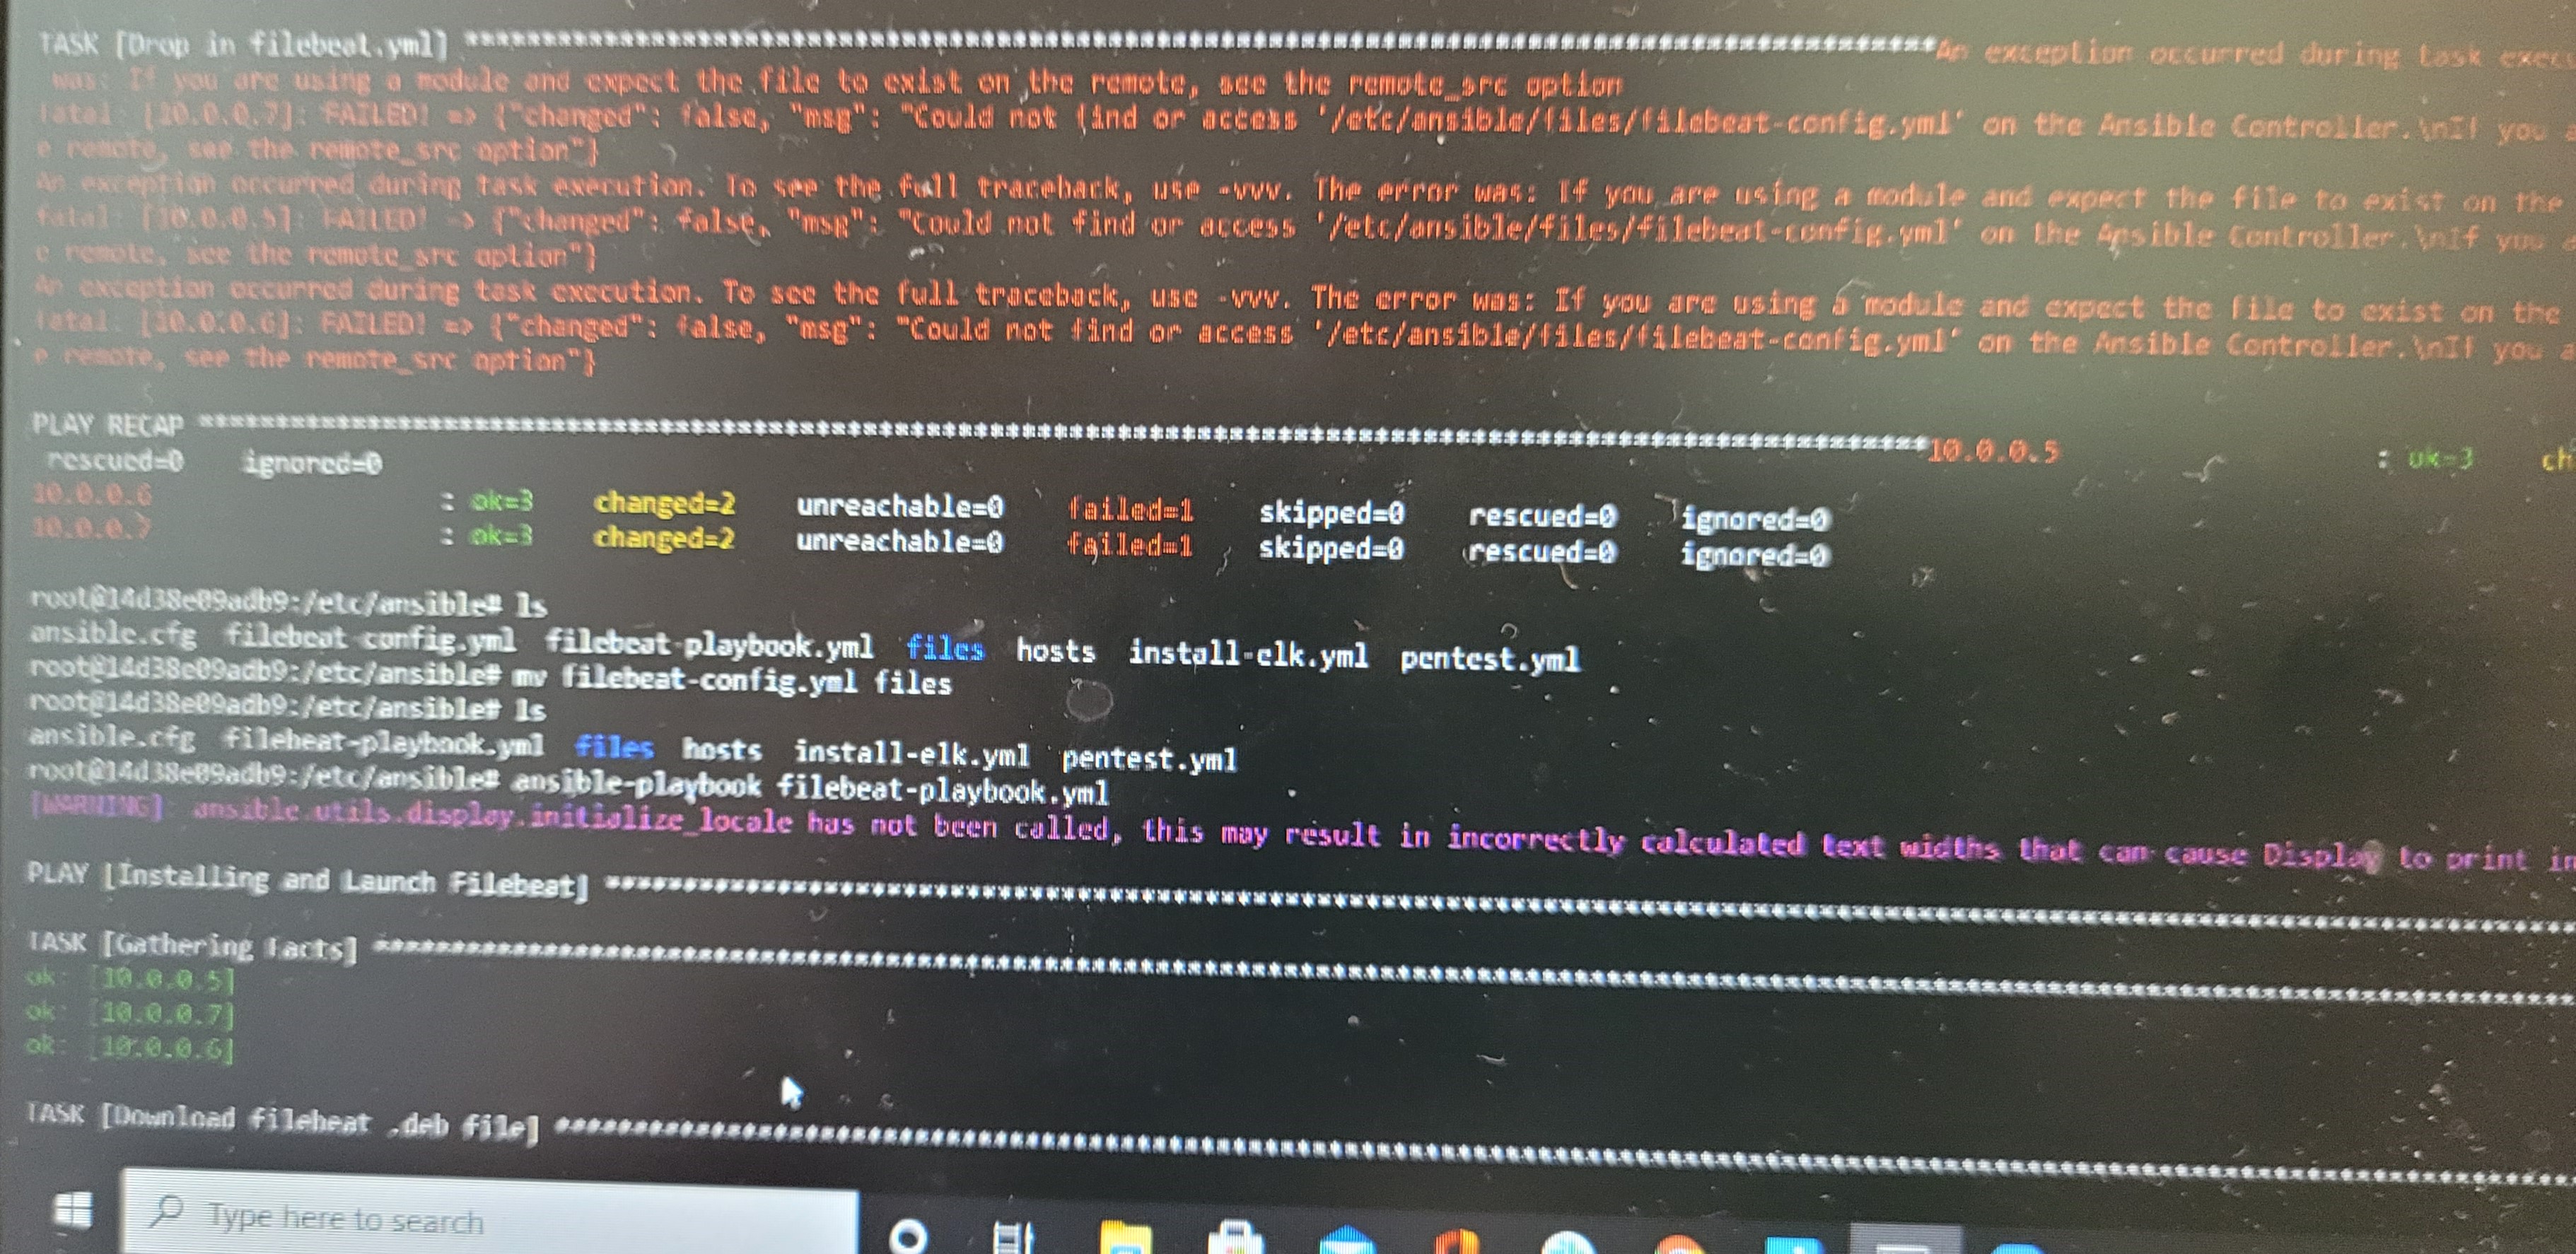 TASK [Drop in filebeat.yml] ****************************************************************An exception occurred during task
was: If you are using a module and expect the file to exist on the remote, see the remote_src option
fatal: [10.0.0.7]: FAILED! => {"changed": false, "msg": "Could not find or access '/etc/ansible/files/filebeat-config.yml' on the Ansible Controller.\nIf you
e remote, see the remote_src option"}
An exception occurred during task execution. To see the full traceback, use -vvv. The error was: If you are using a module and expect the file to exist on the
fatal: [10.0.0.5]: FAILED! => {"changed": false, "msg": "Could not find or access '/etc/ansible/files/filebeat-config.yml' on the Ansible Controller.\nIf you
e remote, see the remote_src option"}
An exception occurred during task execution. To see the full traceback, use -vvv. The error was: If you are using a module and expect the file to exist on the
fatal: [10.0.0.6]: FAILED! => {"changed": false, "msg": "Could not find or access '/etc/ansible/files/filebeat-config.yml' on the Ansible Controller.\nIf you a
e remote, see the remote_src option"}
PLAY RECAP ****************************************************************10.0.0.5 : ok=3 ch
rescued=0 ignored=0
10.0.0.6 : ok=3 changed=2 unreachable=0 failed=1 skipped=0 rescued=0 ignored=0
10.0.0.7 : ok=3 changed=2 unreachable=0 failed=1 skipped=0 rescued=0 ignored=0
root@14d38e09adb9:/etc/ansible# ls
ansible.cfg filebeat-config.yml filebeat-playbook.yml files hosts install-elk.yml pentest.yml
root@14d38e09adb9:/etc/ansible# mv filebeat-config.yml files
root@14d38e09adb9:/etc/ansible# ls
ansible.cfg filebeat-playbook.yml files hosts install-elk.yml pentest.yml
root@14d38e09adb9:/etc/ansible# ansible-playbook filebeat-playbook.yml
[WARNING]: ansible.utils.display.initialize_locale has not been called, this may result in incorrectly calculated text widths that can cause Display to print in
PLAY [Installing and Launch Filebeat] ****************************************************************
TASK [Gathering Facts] ****************************************************************
ok: [10.0.0.5]
ok: [10.0.0.7]
ok: [10.0.0.6]
TASK [Download filebeat .deb file] ****************************************************************
Type here to search